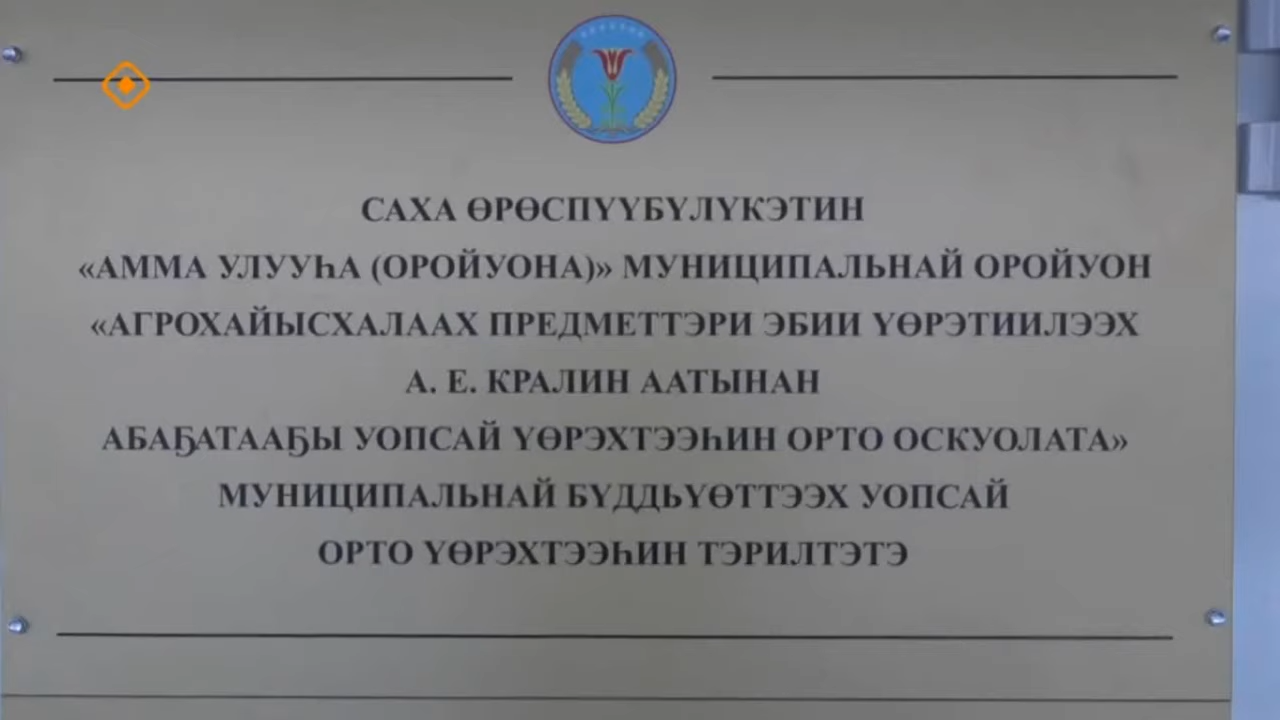 САХА ӨРӨСПҮҮБҮЛҮКЭТИН
«АММА УЛУУҺА (ОРОЙУОНА)» МУНИЦИПАЛЬНАЙ ОРОЙУОН
«АГРОХАЙЫСХАЛААХ ПРЕДМЕТТЭРИ ЭБИИ ҮӨРЭТИИЛЭЭХ
А. Е. КРАЛИН ААТЫНАН
АБАҔАТААҔЫ УОПСАЙ ҮӨРЭХТЭЭҺИН ОРТО ОСКУОЛАТА»
МУНИЦИПАЛЬНАЙ БҮДДЬҮӨТТЭЭХ УОПСАЙ
ОРТО ҮӨРЭХТЭЭҺИН ТЭРИЛТЭТЭ